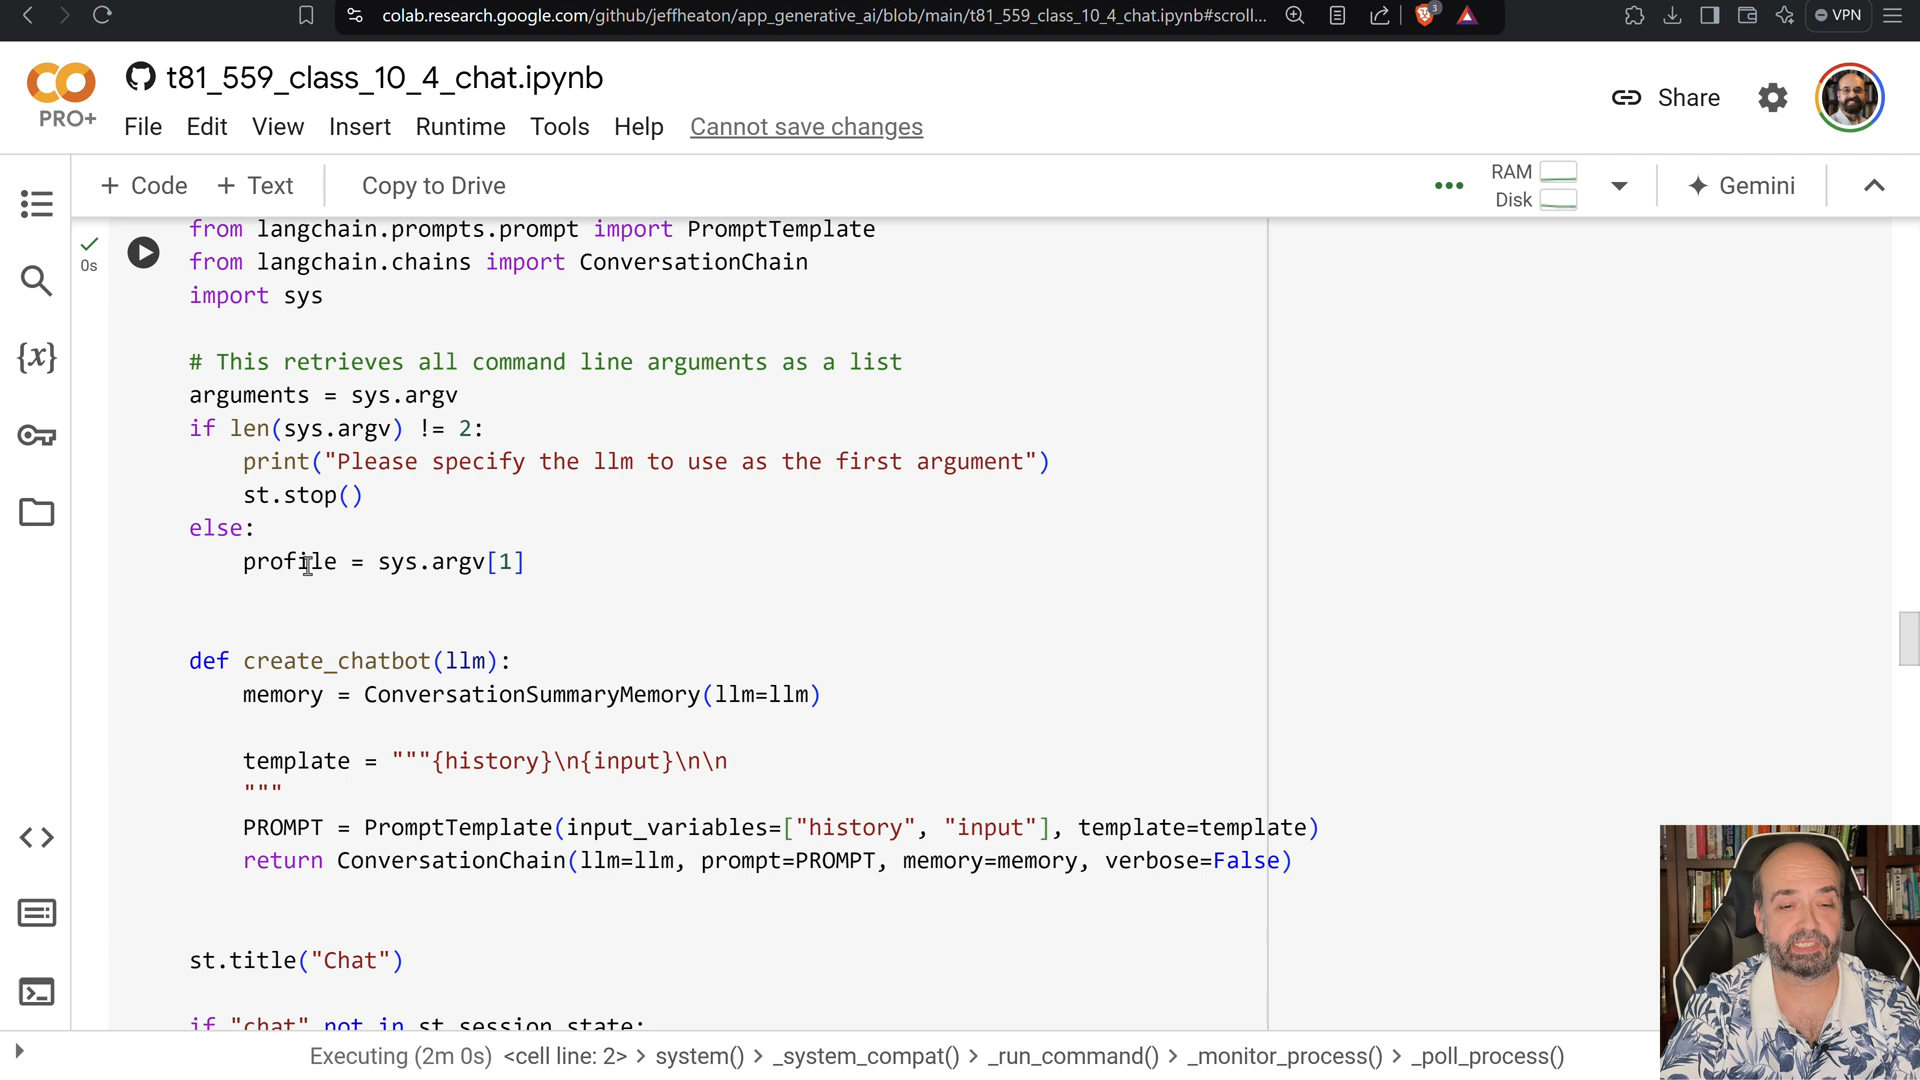 colab.research.google.com/github/jeffheaton/app_generative_ai/blob/main/t81_559_class_10_4_chat.ipynb#scroll...
3
VPN
CO
PRO+
t81_559_class_10_4_chat.ipynb
Share
File Edit View Insert Runtime Tools Help Cannot save changes
+ Code + Text Copy to Drive
RAM
Disk
Gemini
from langchain.prompts.prompt import PromptTemplate
0s
from langchain.chains import ConversationChain
import sys
{x}
# This retrieves all command line arguments as a list
arguments = sys.argv
if len(sys.argv) != 2:
print("Please specify the llm to use as the first argument")
st.stop()
else:
profile = sys.argv[1]
def create_chatbot(llm):
memory = ConversationSummaryMemory(llm=llm)
template = """{history}\n{input}\n\n
"""
PROMPT = PromptTemplate(input_variables=["history", "input"], template=template)
return ConversationChain(llm=llm, prompt=PROMPT, memory=memory, verbose=False)
st.title("Chat")
if "chat" not in st.session_state:
Executing (2m 0s) <cell line: 2> > system() > _system_compat() > _run_command() > _monitor_process() > _poll_process()